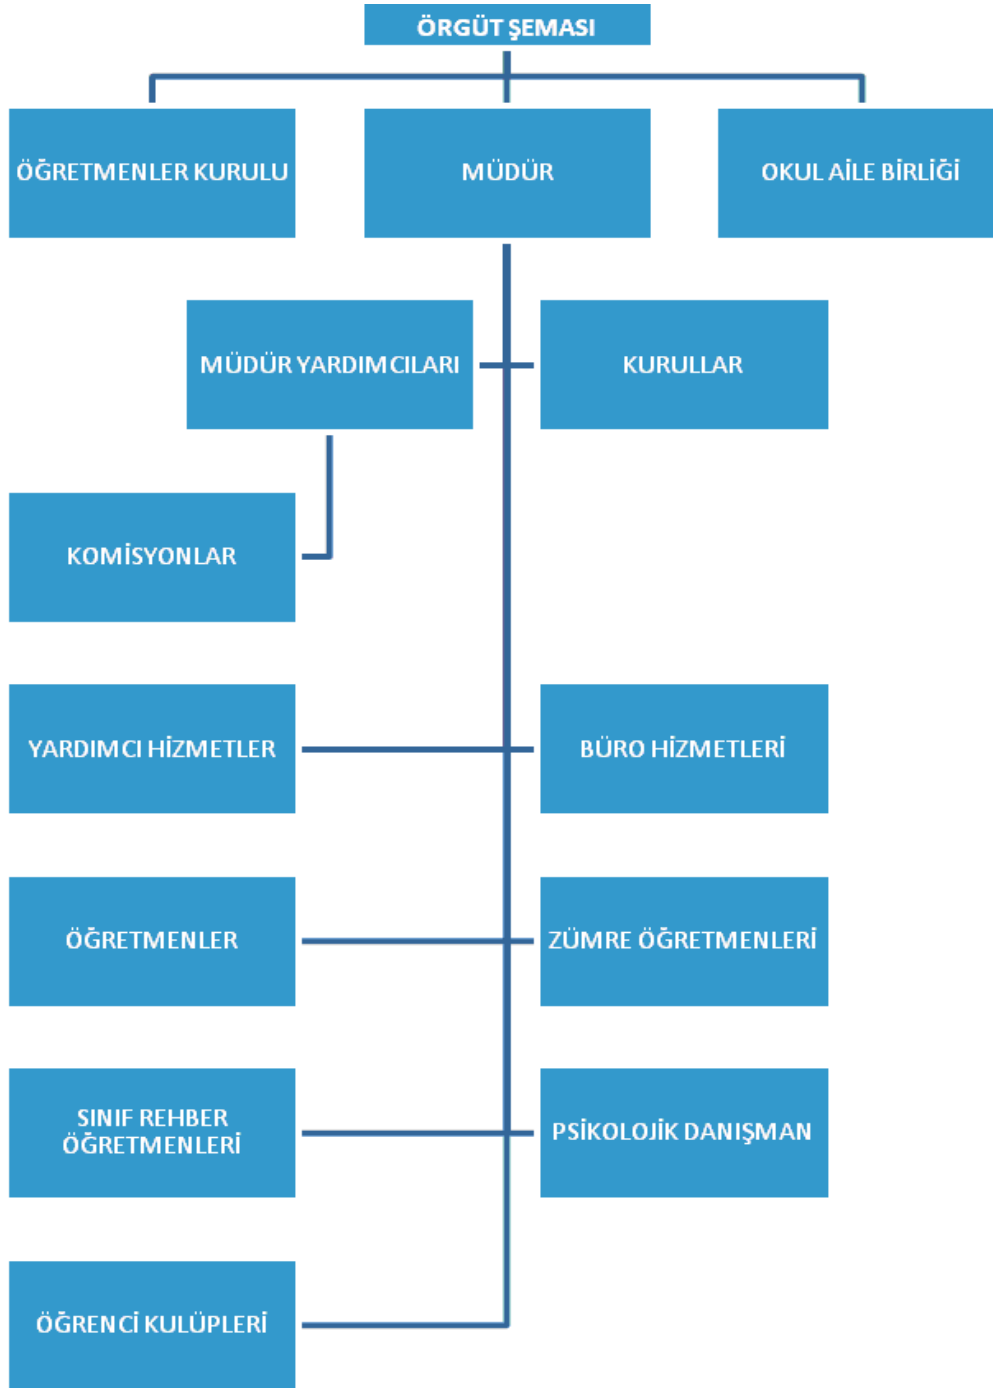 ÖRGÜT ŞEMASI
ÖĞRETMENLER KURULU
MÜDÜR
OKUL AİLE BİRLİĞİ
MÜDÜR YARDIMCILARI
KURULLAR
KOMİSYONLAR
YARDIMCI HİZMETLER
BÜRO HİZMETLERİ
ÖĞRETMENLER
ZÜMRE ÖĞRETMENLERİ
SINIF REHBER
ÖĞRETMENLERİ
PSİKOLOJİK DANIŞMAN
ÖĞRENCİ KULÜPLERİ